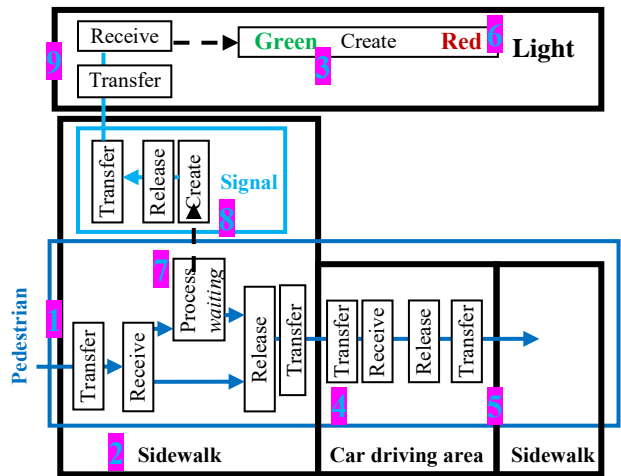 Receive
Green Create Red 6
Light
3
9
Transfer
Transfer
Release
Create
Signal
8
7
Process
waiting
1
Pedestrian
Transfer
Receive
Release
Transfer
Transfer
Receive
Release
Transfer
4
5
2 Sidewalk
Car driving area
Sidewalk